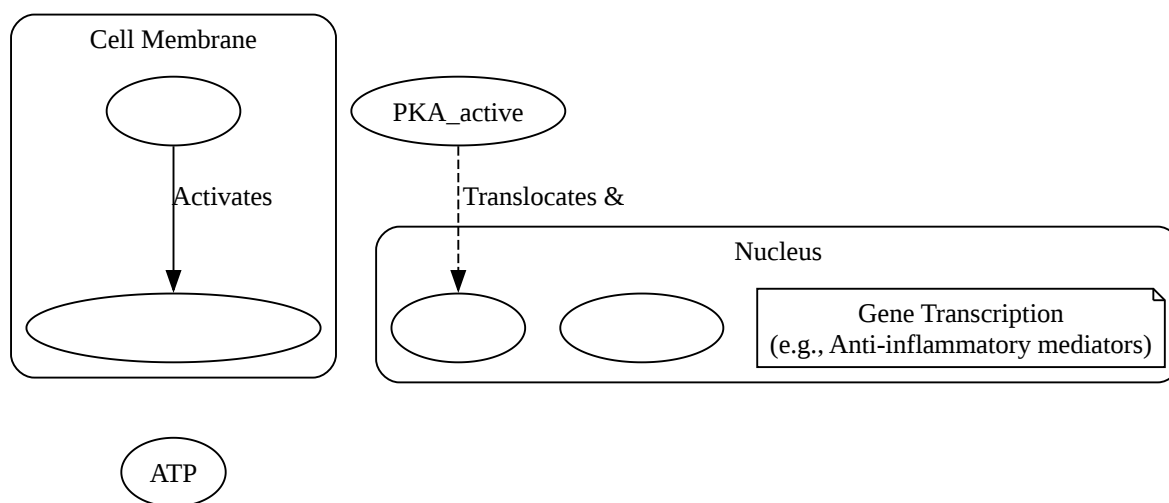 Cell Membrane
PKA_active
Activates
Translocates &
Nucleus
Gene Transcription
(e.g., Anti-inflammatory mediators)
ATP